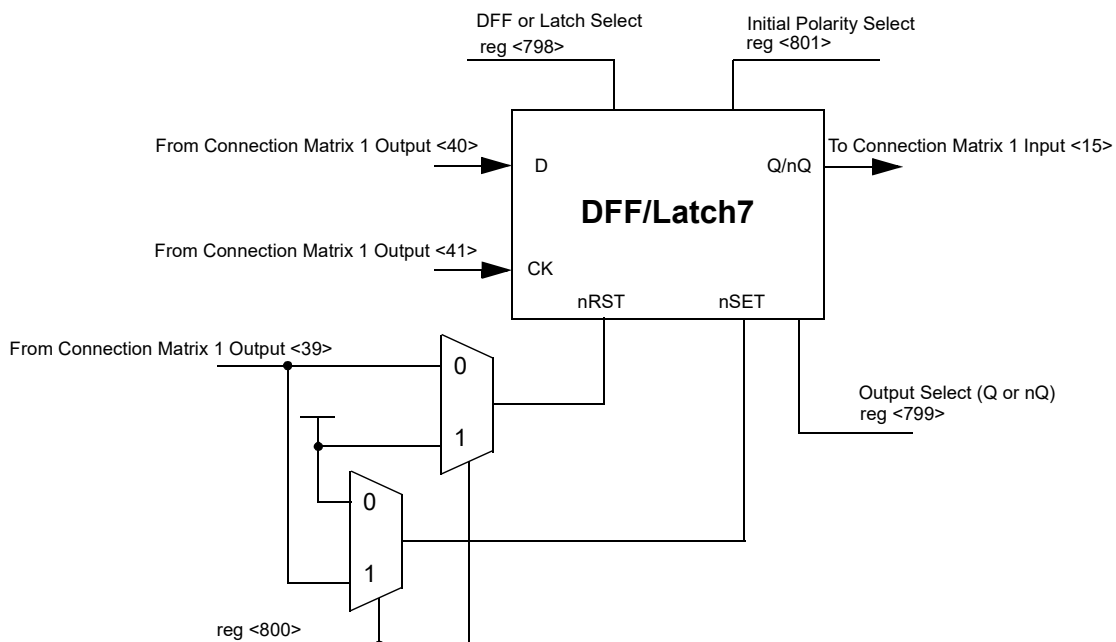 DFF or Latch Select
reg <798>
Initial Polarity Select
reg <801>
From Connection Matrix 1 Output <40>
D
Q/nQ
To Connection Matrix 1 Input <15>
DFF/Latch7
From Connection Matrix 1 Output <41>
CK
nRST
nSET
From Connection Matrix 1 Output <39>
0
1
Output Select (Q or nQ)
reg <799>
0
1
reg <800>